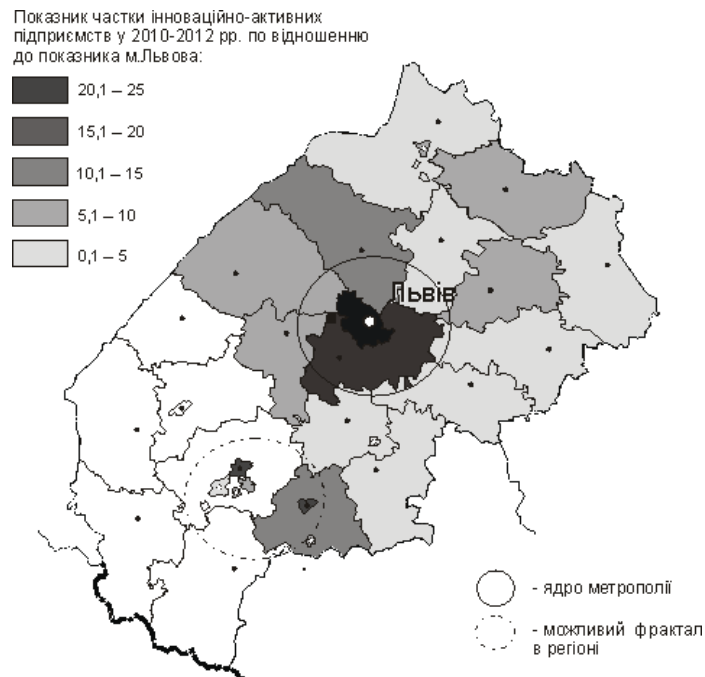 Показник частки інноваційно-активних
підприємств у 2010-2012 рр. по відношенню
до показника м.Львова:
20,1 – 25
15,1 – 20
10,1 – 15
5,1 – 10
0,1 – 5
Львів
- ядро метрополії
- можливий фрактал
в регіоні